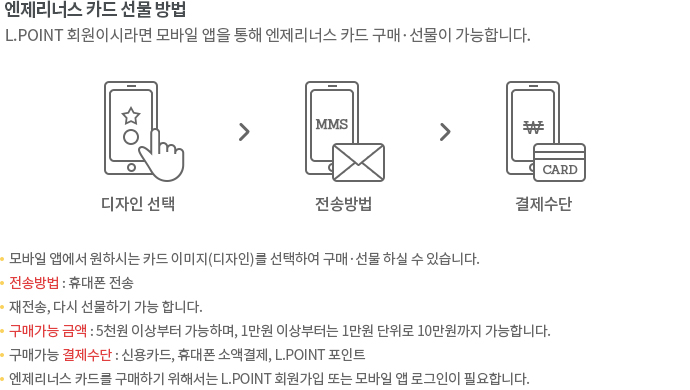 엔제리너스 카드 선물 방법
L.POINT 회원이시라면 모바일 앱을 통해 엔제리너스 카드 구매·선물이 가능합니다.
MMS
₩
CARD
디자인 선택
전송방법
결제수단
모바일 앱에서 원하시는 카드 이미지(디자인)를 선택하여 구매·선물 하실 수 있습니다.
전송방법 : 휴대폰 전송
재전송, 다시 선물하기 가능 합니다.
구매가능 금액 : 5천원 이상부터 가능하며, 1만원 이상부터는 1만원 단위로 10만원까지 가능합니다.
구매가능 결제수단 : 신용카드, 휴대폰 소액결제, L.POINT 포인트
엔제리너스 카드를 구매하기 위해서는 L.POINT 회원가입 또는 모바일 앱 로그인이 필요합니다.